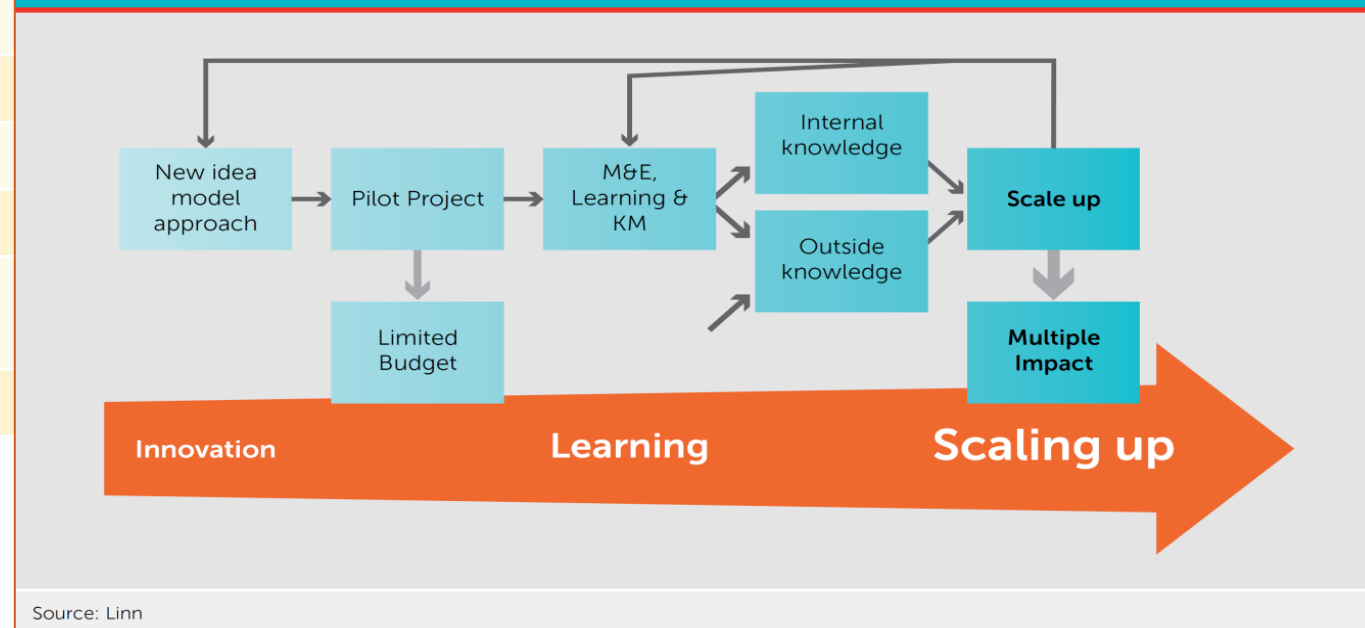 New idea
model
approach
Pilot Project
Limited
Budget
M&E,
Learning &
KM
Internal
knowledge
Outside
knowledge
Scale up
Multiple
Impact
Innovation
Learning
Scaling up
Source: Linn